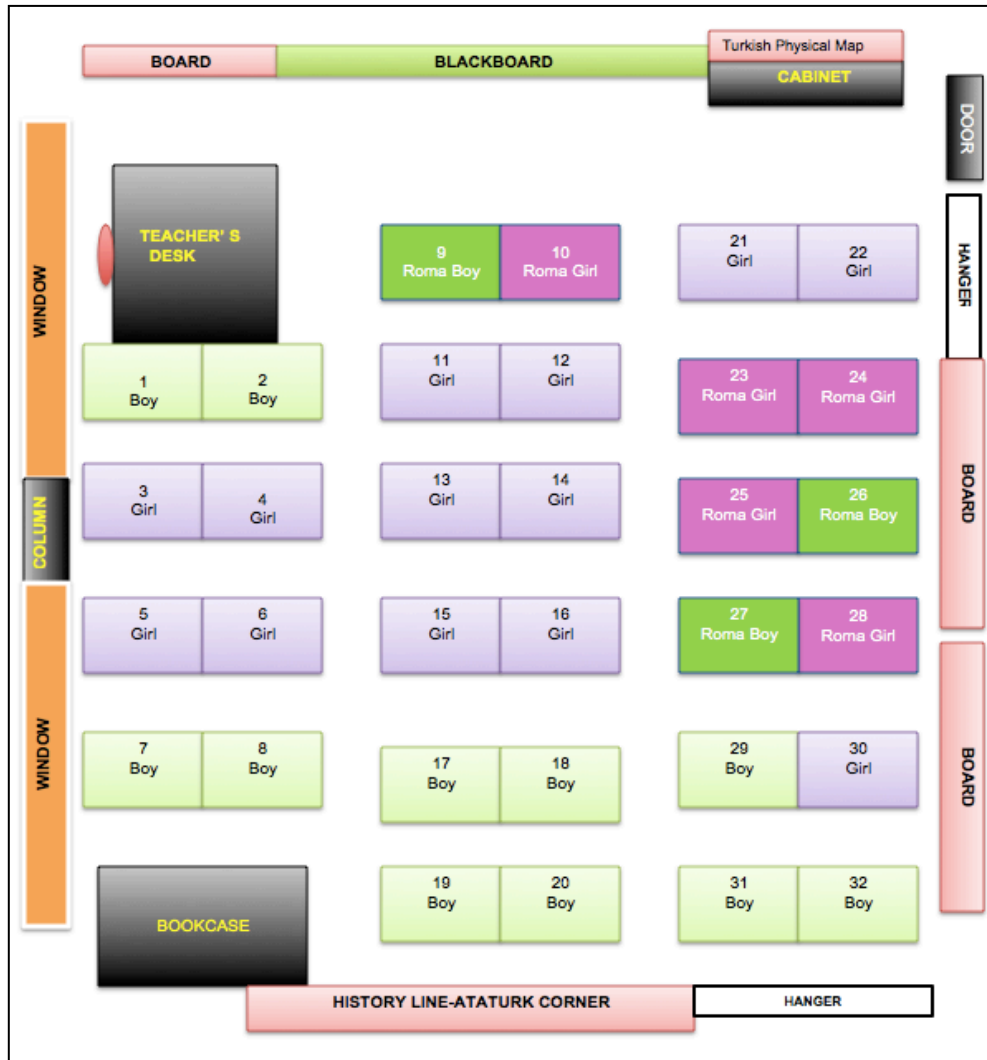 Turkish Physical Map
BOARD
BLACKBOARD
CABINET
DOOR
WINDOW
TEACHER' S
DESK
9
Roma Boy
10
Roma Girl
21
Girl
22
Girl
HANGER
1
Boy
2
Boy
11
Girl
12
Girl
23
Roma Girl
24
Roma Girl
3
Girl
4
Girl
13
Girl
14
Girl
25
Roma Girl
26
Roma Boy
COLUMN
BOARD
5
Girl
6
Girl
15
Girl
16
Girl
27
Roma Boy
28
Roma Girl
WINDOW
7
Boy
8
Boy
17
Boy
18
Boy
29
Boy
30
Girl
BOARD
BOOKCASE
19
Boy
20
Boy
31
Boy
32
Boy
HISTORY LINE-ATATURK CORNER
HANGER